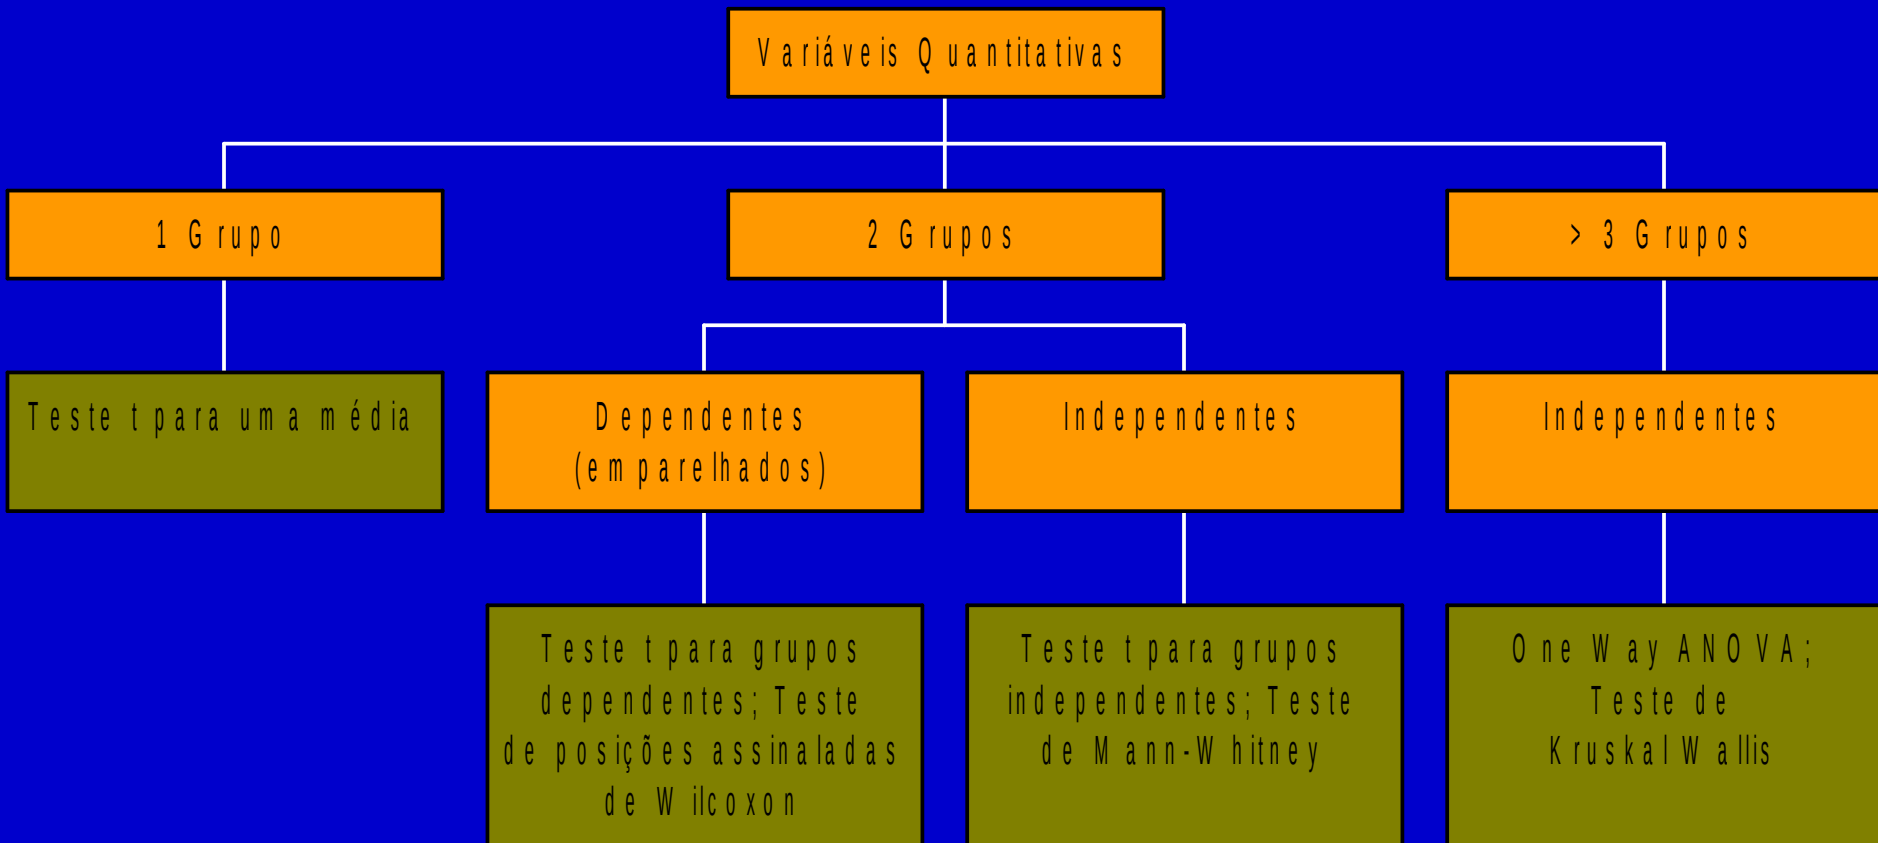 Variáveis Quantitativas
1 Grupo
2 Grupos
> 3 Grupos
Teste t para uma média
Dependentes
(emparelhados)
Independentes
Independentes
Teste t para grupos
dependentes; Teste
de posições assinaladas
de Wilcoxon
Teste t para grupos
independentes; Teste
de Mann-Whitney
One Way ANOVA;
Teste de
Kruskal Wallis